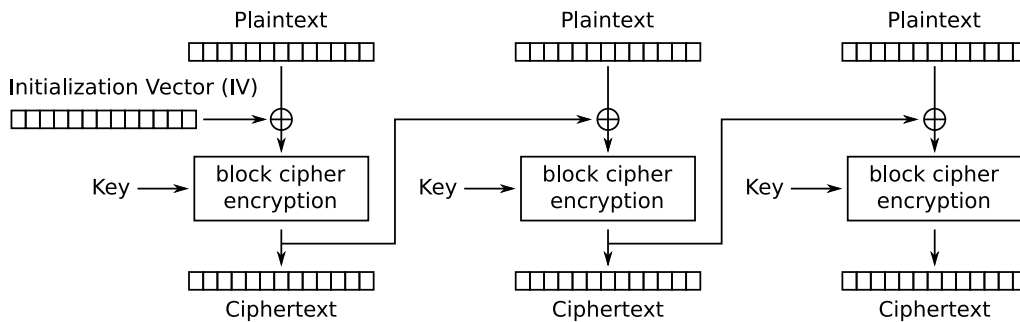 Plaintext
Plaintext
Plaintext
Initialization Vector (IV)
Key
block cipher
encryption
Key
block cipher
encryption
Key
block cipher
encryption
Ciphertext
Ciphertext
Ciphertext